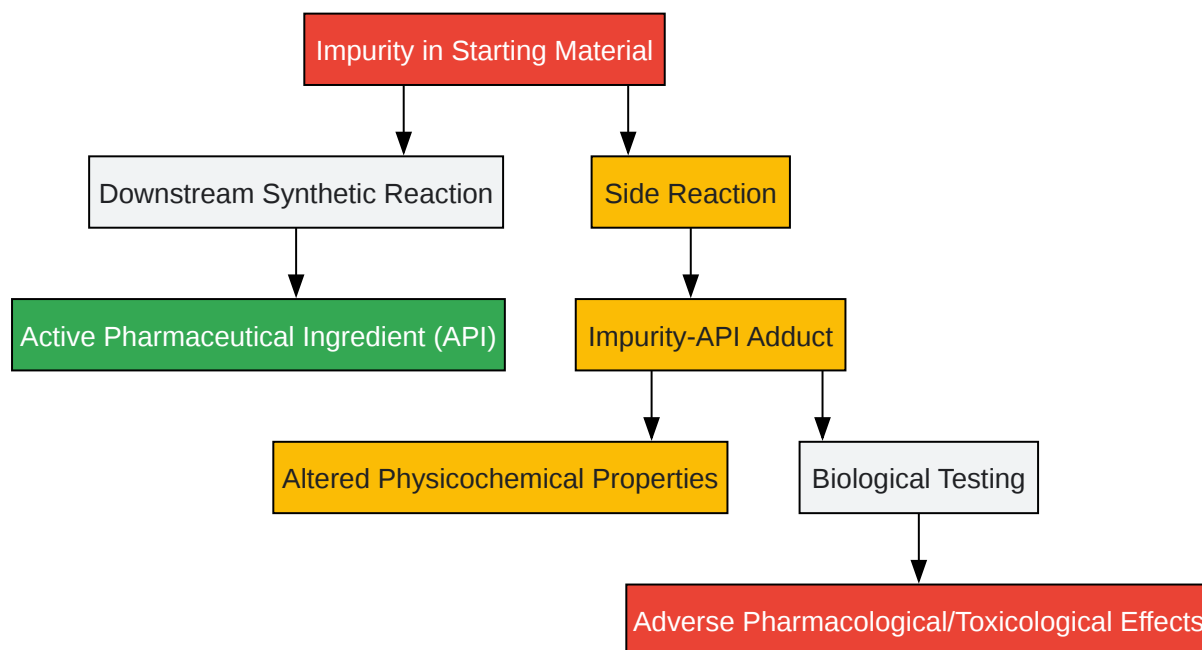 Impurity in Starting Material
Downstream Synthetic Reaction
Side Reaction
Active Pharmaceutical Ingredient (API)
Impurity-API Adduct
Altered Physicochemical Properties
Biological Testing
Adverse Pharmacological/Toxicological Effects